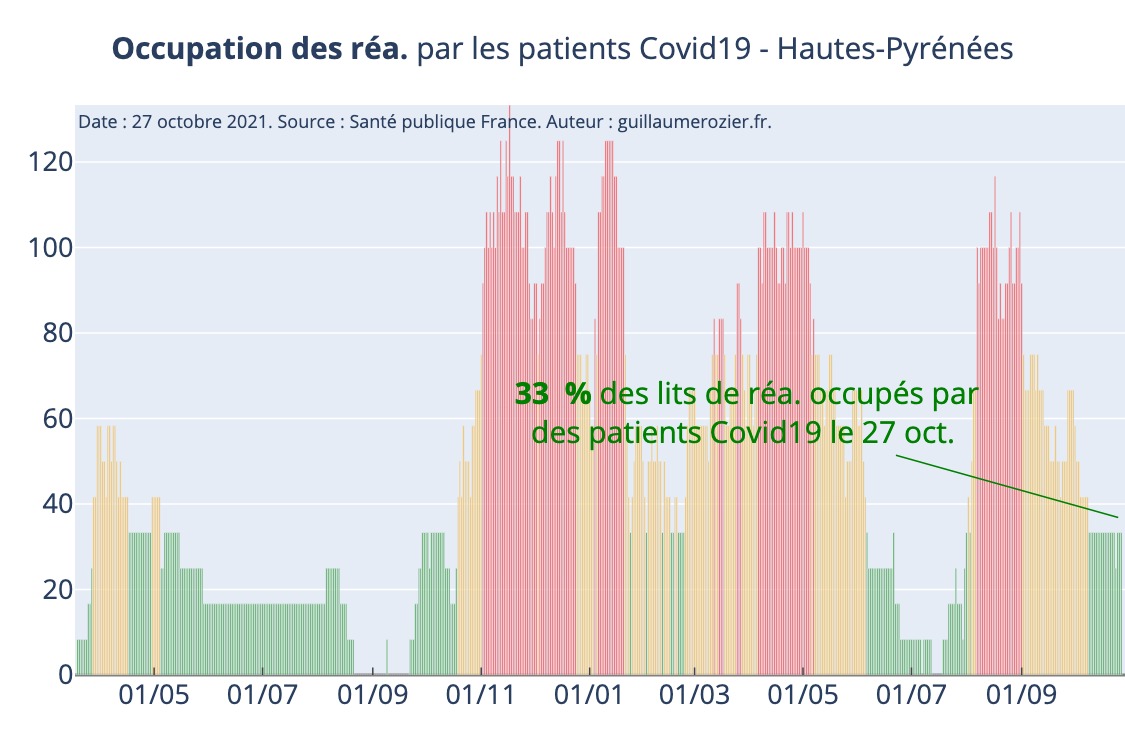 Occupation des réa. par les patients Covid19 - Hautes-Pyrénées
Date : 27 octobre 2021. Source : Santé publique France. Auteur : guillaumerozier.fr.
120
100
80
60
40
20
0
33 % des lits de réa. occupés par
des patients Covid19 le 27 oct.
01/05 01/07 01/09 01/11 01/01 01/03 01/05 01/07 01/09